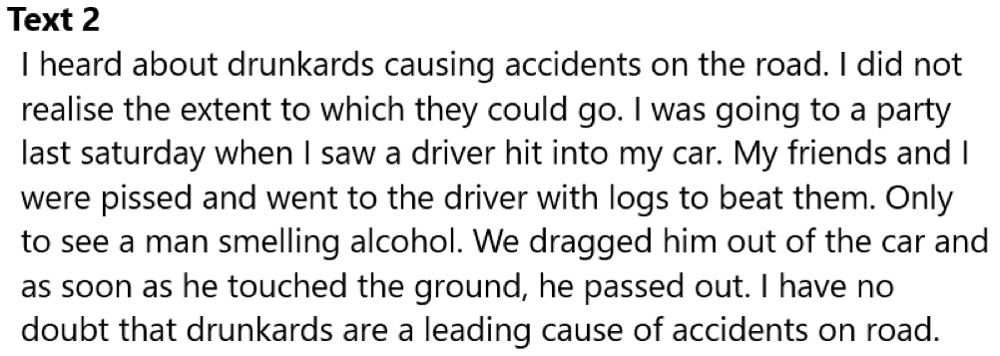 Text 2
I heard about drunkards causing accidents on the road. I did not
realise the extent to which they could go. I was going to a party
last saturday when I saw a driver hit into my car. My friends and I
were pissed and went to the driver with logs to beat them. Only
to see a man smelling alcohol. We dragged him out of the car and
as soon as he touched the ground, he passed out. I have no
doubt that drunkards are a leading cause of accidents on road.